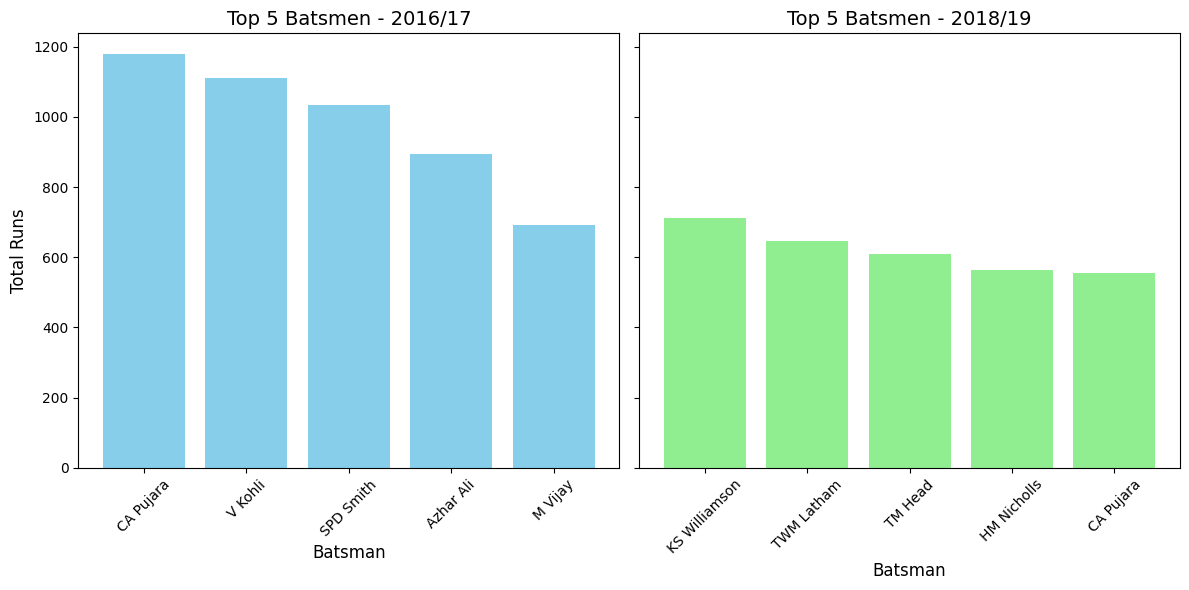 Top 5 Batsmen - 2016/17
Total Runs
1200
1000
800
600
400
200
0
CA Pujara
V Kohli
SPD Smith
Azhar Ali
M Vijay
Batsman
Top 5 Batsmen - 2018/19
KS Williamson
TWM Latham
TM Head
HM Nicholls
CA Pujara
Batsman